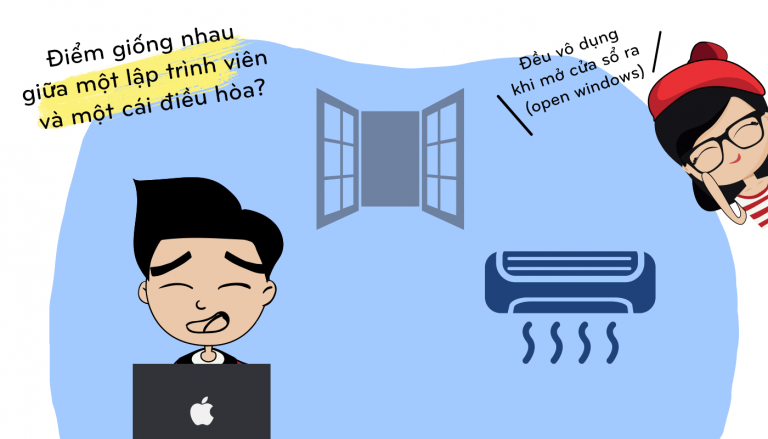 Điểm giống nhau
giữa một lập trình viên
và một cái điều hòa?
Đều vô dụng
khi mở cửa sổ ra
(open windows)